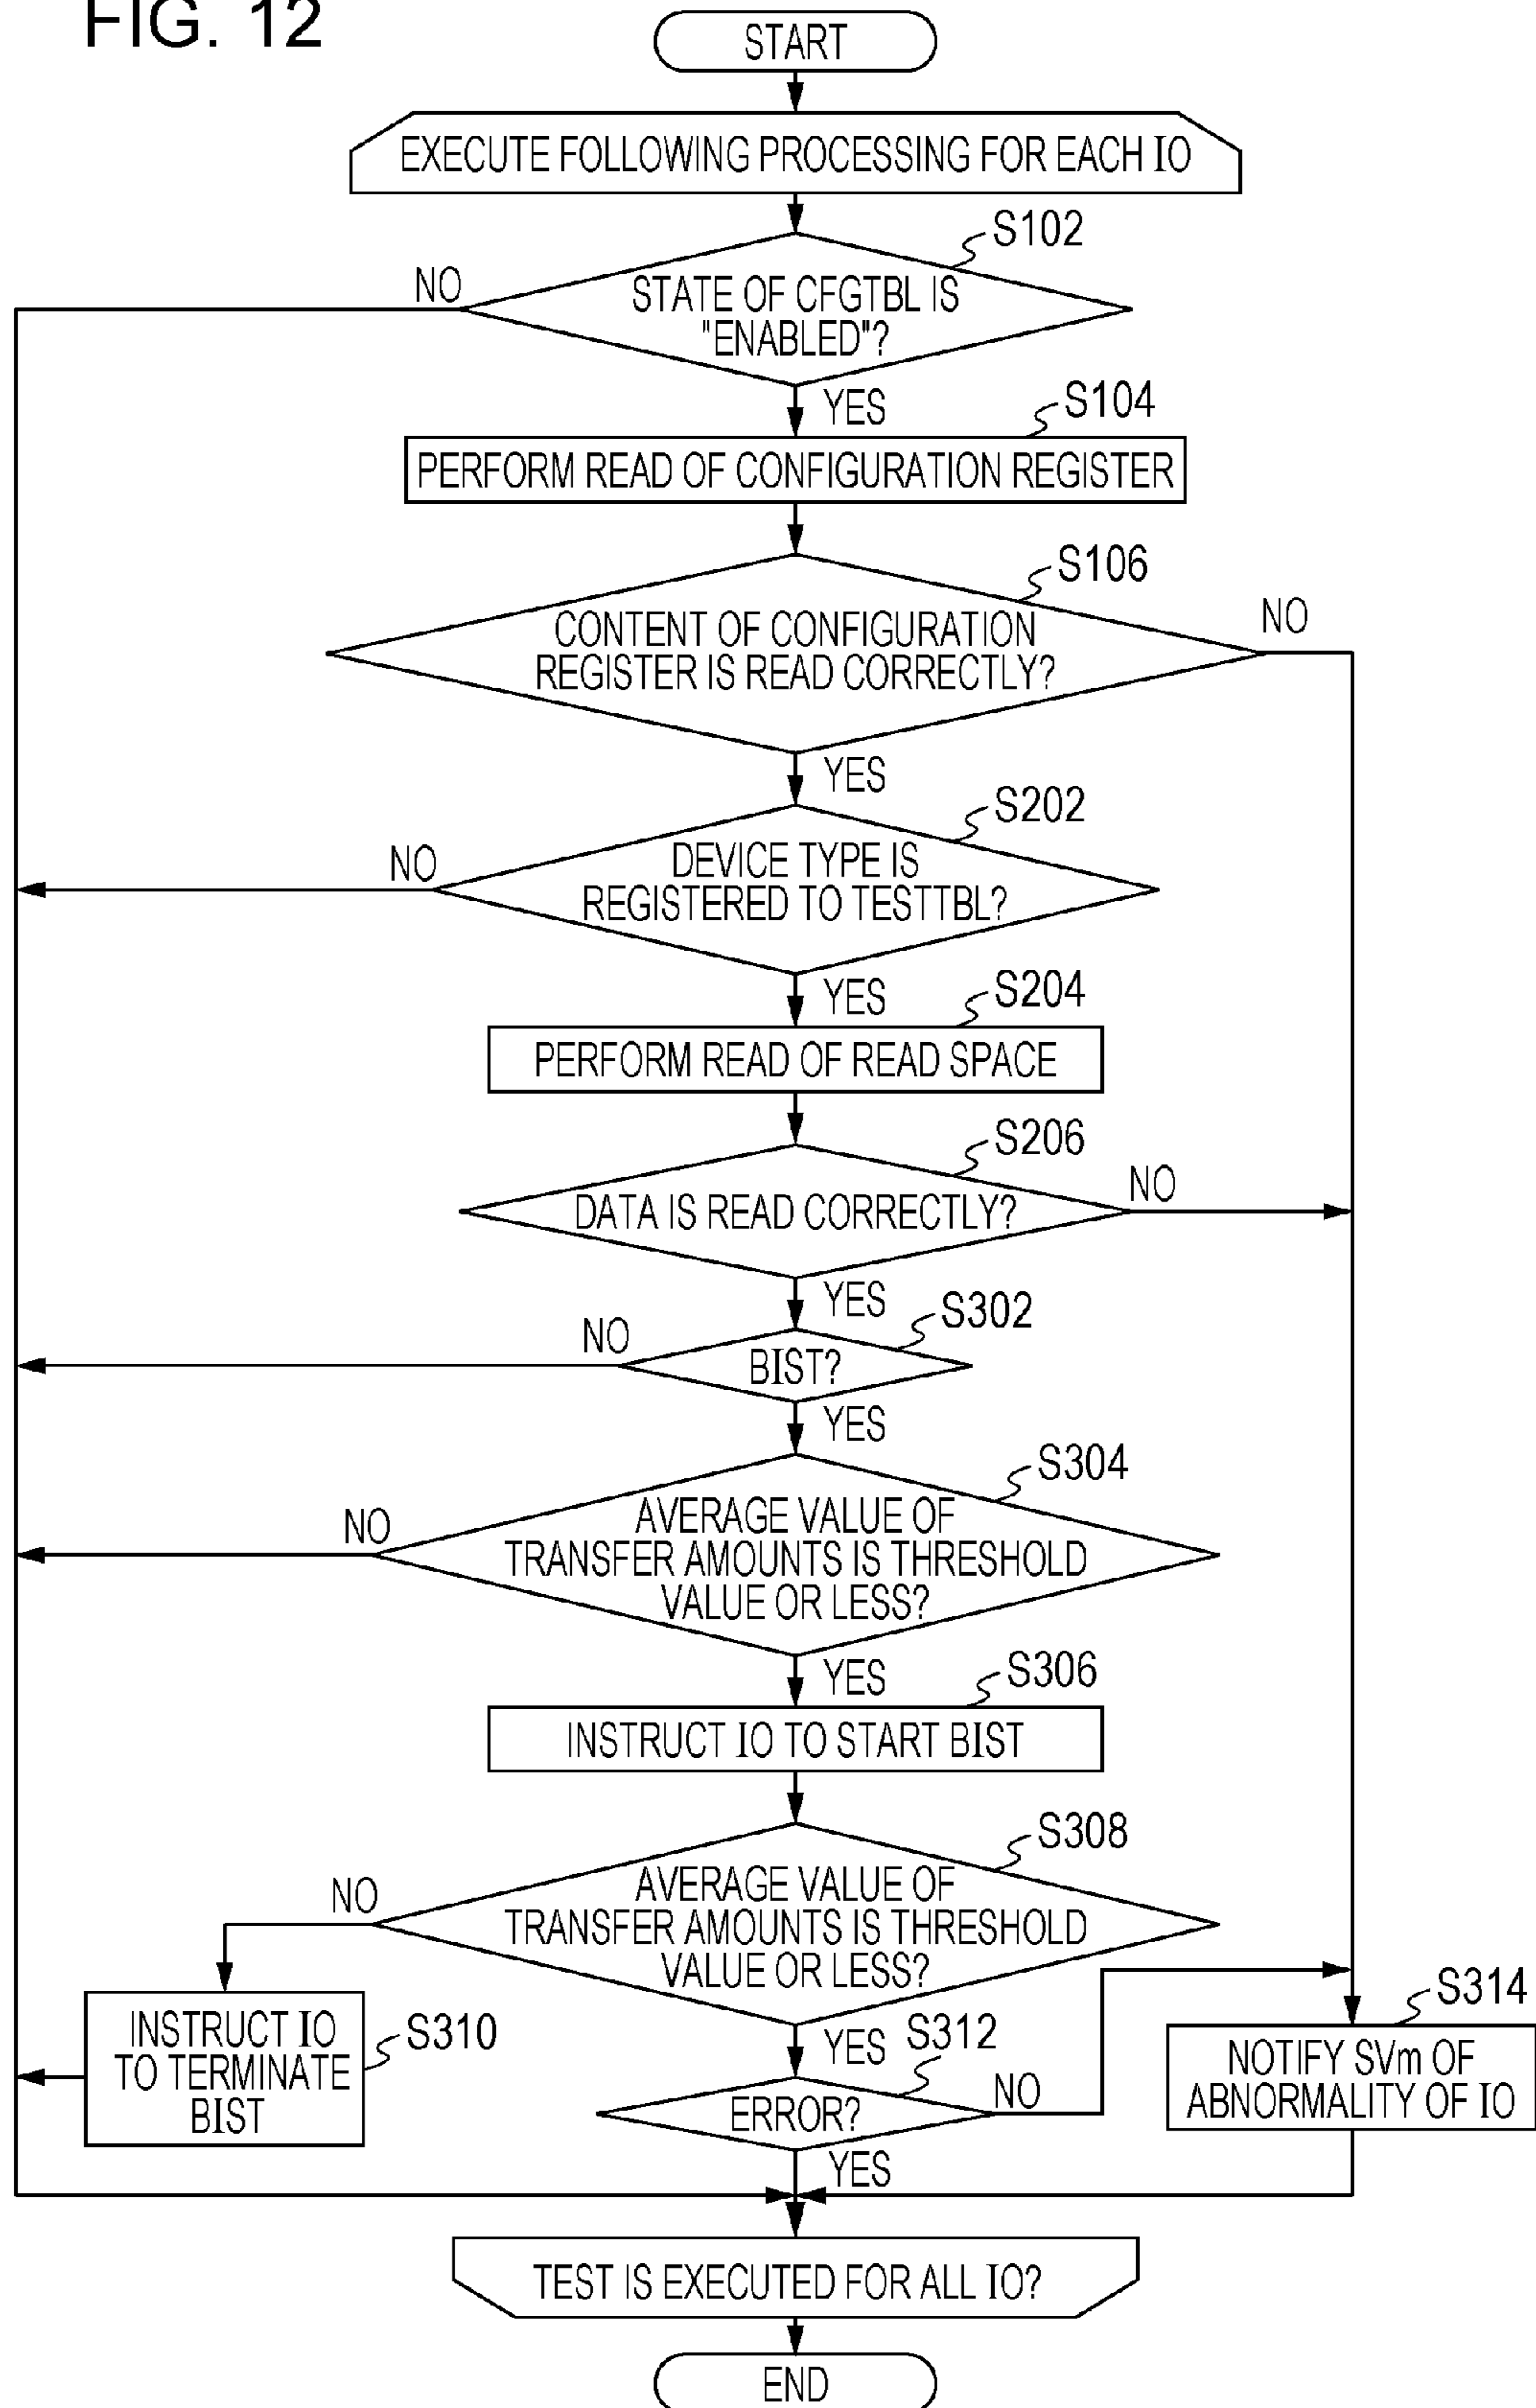 FIG. 12
START
EXECUTE FOLLOWING PROCESSING FOR EACH IO
S102
NO
STATE OF CFGTBL IS
"ENABLED"?
YES
S104
PERFORM READ OF CONFIGURATION REGISTER
S106
NO
CONTENT OF CONFIGURATION
REGISTER IS READ CORRECTLY?
YES
S202
NO
DEVICE TYPE IS
REGISTERED TO TESTTBL?
YES
S204
PERFORM READ OF READ SPACE
S206
NO
DATA IS READ CORRECTLY?
YES
S302
NO
BIST?
YES
S304
NO
AVERAGE VALUE OF
TRANSFER AMOUNTS IS THRESHOLD
VALUE OR LESS?
YES
S306
INSTRUCT IO TO START BIST
S308
NO
AVERAGE VALUE OF
TRANSFER AMOUNTS IS THRESHOLD
VALUE OR LESS?
S310
INSTRUCT IO
TO TERMINATE
BIST
YES
S312
NO
ERROR?
YES
S314
NOTIFY SVm OF
ABNORMALITY OF IO
TEST IS EXECUTED FOR ALL IO?
END